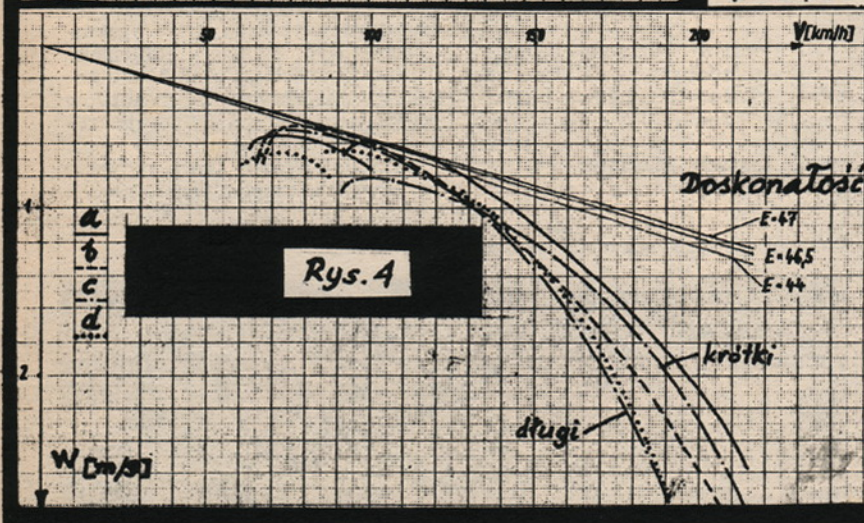 50 100 150 200 V[km/h]
Doskonałość
1
a
E=47
b
E=46,5
Rys. 4
c
E=44
d
krótki
2
długi
W [m/s]